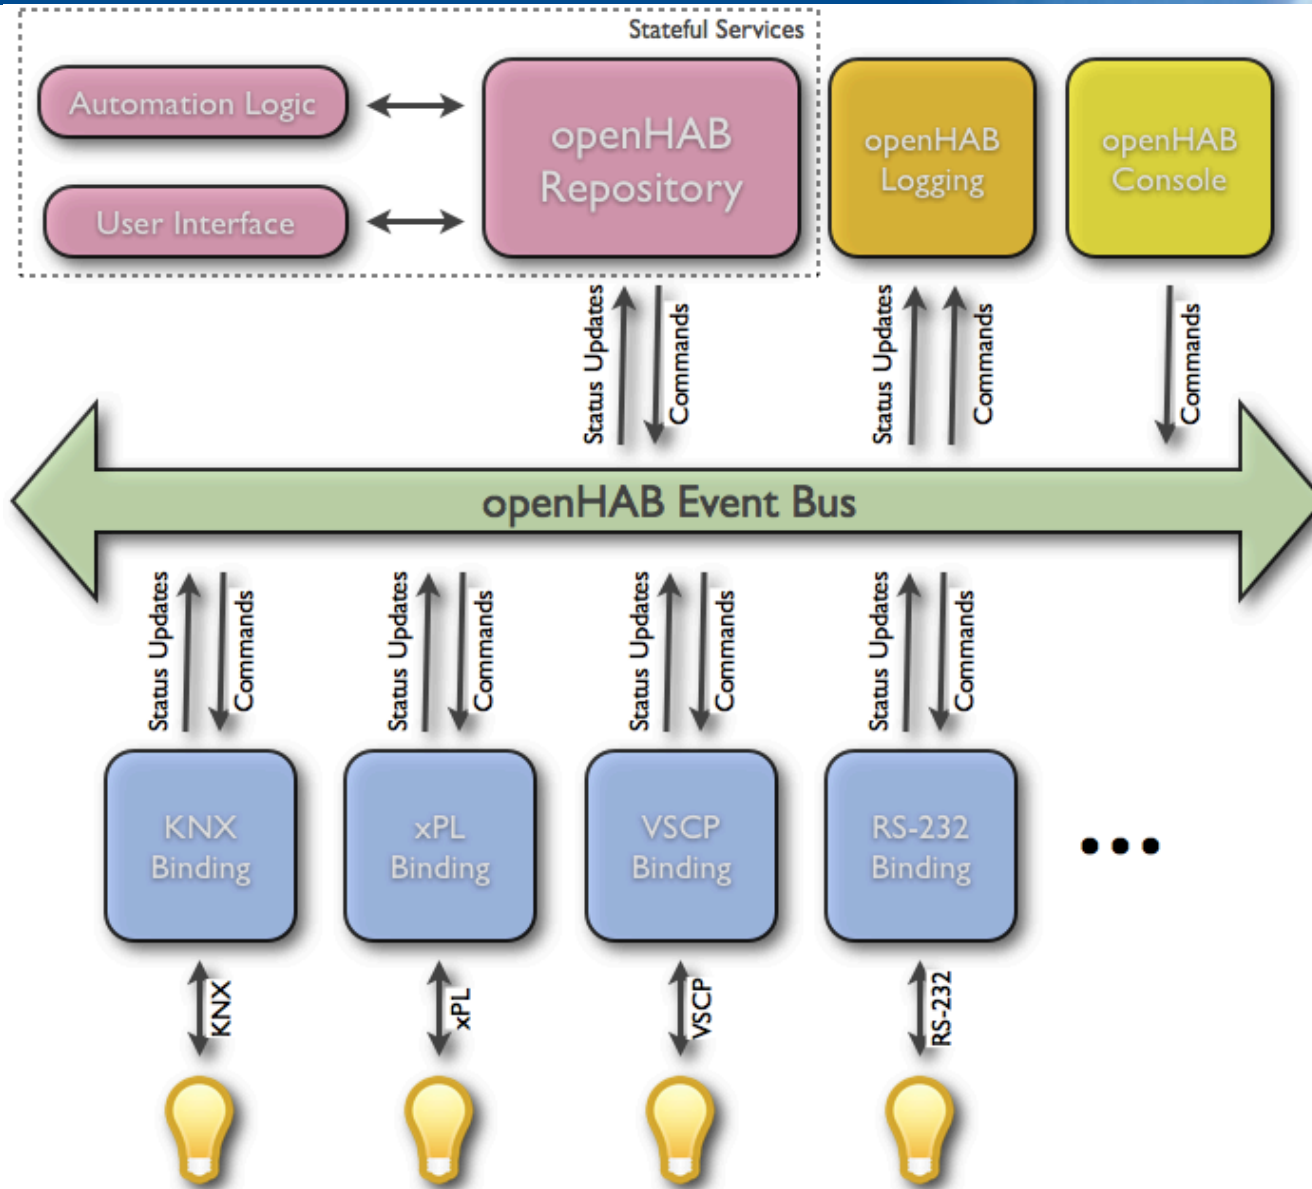 Stateful Services
Automation Logic
User Interface
openHAB
Repository
openHAB
Logging
openHAB
Console
Status Updates
Commands
Status Updates
Commands
Commands
openHAB Event Bus
Status Updates
Commands
Status Updates
Commands
Status Updates
Commands
Status Updates
Commands
KNX
Binding
xPL
Binding
VSCP
Binding
RS-232
Binding
KNX
xPL
VSCP
RS-232